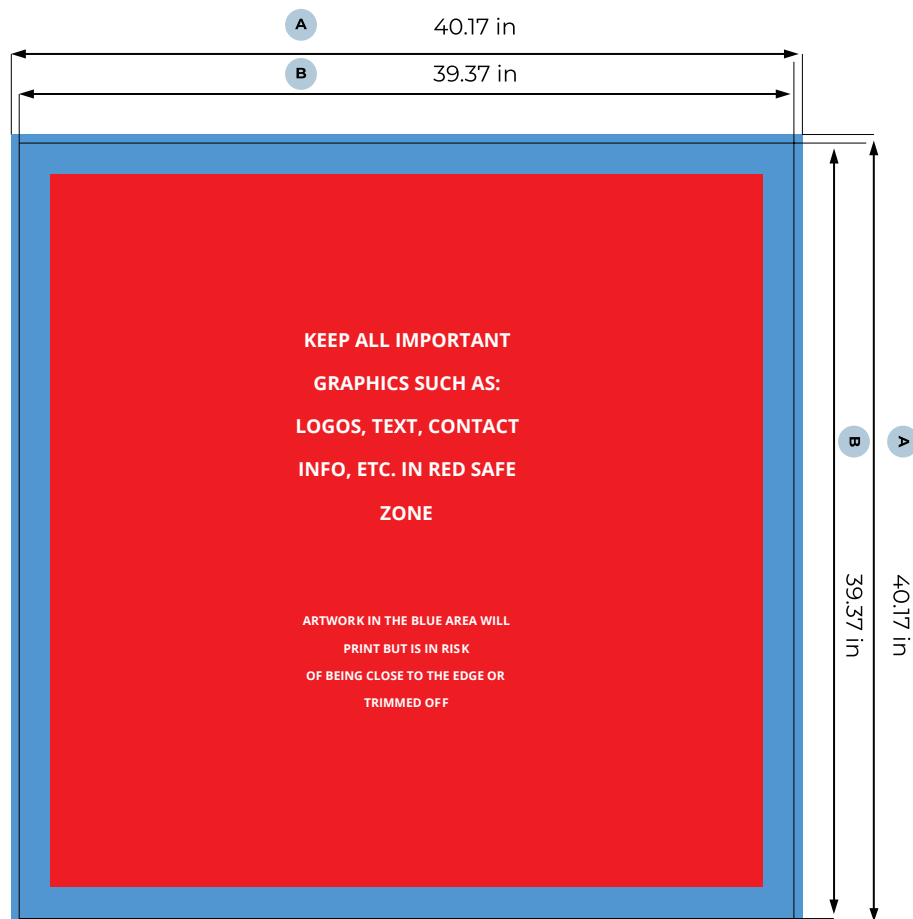 A 40.17 in
B 39.37 in
KEEP ALL IMPORTANT
GRAPHICS SUCH AS:
LOGOS, TEXT, CONTACT
INFO, ETC. IN RED SAFE
ZONE
ARTWORK IN THE BLUE AREA WILL
PRINT BUT IS IN RISK
OF BEING CLOSE TO THE EDGE OR
TRIMMED OFF
B 39.37 in
A 40.17 in